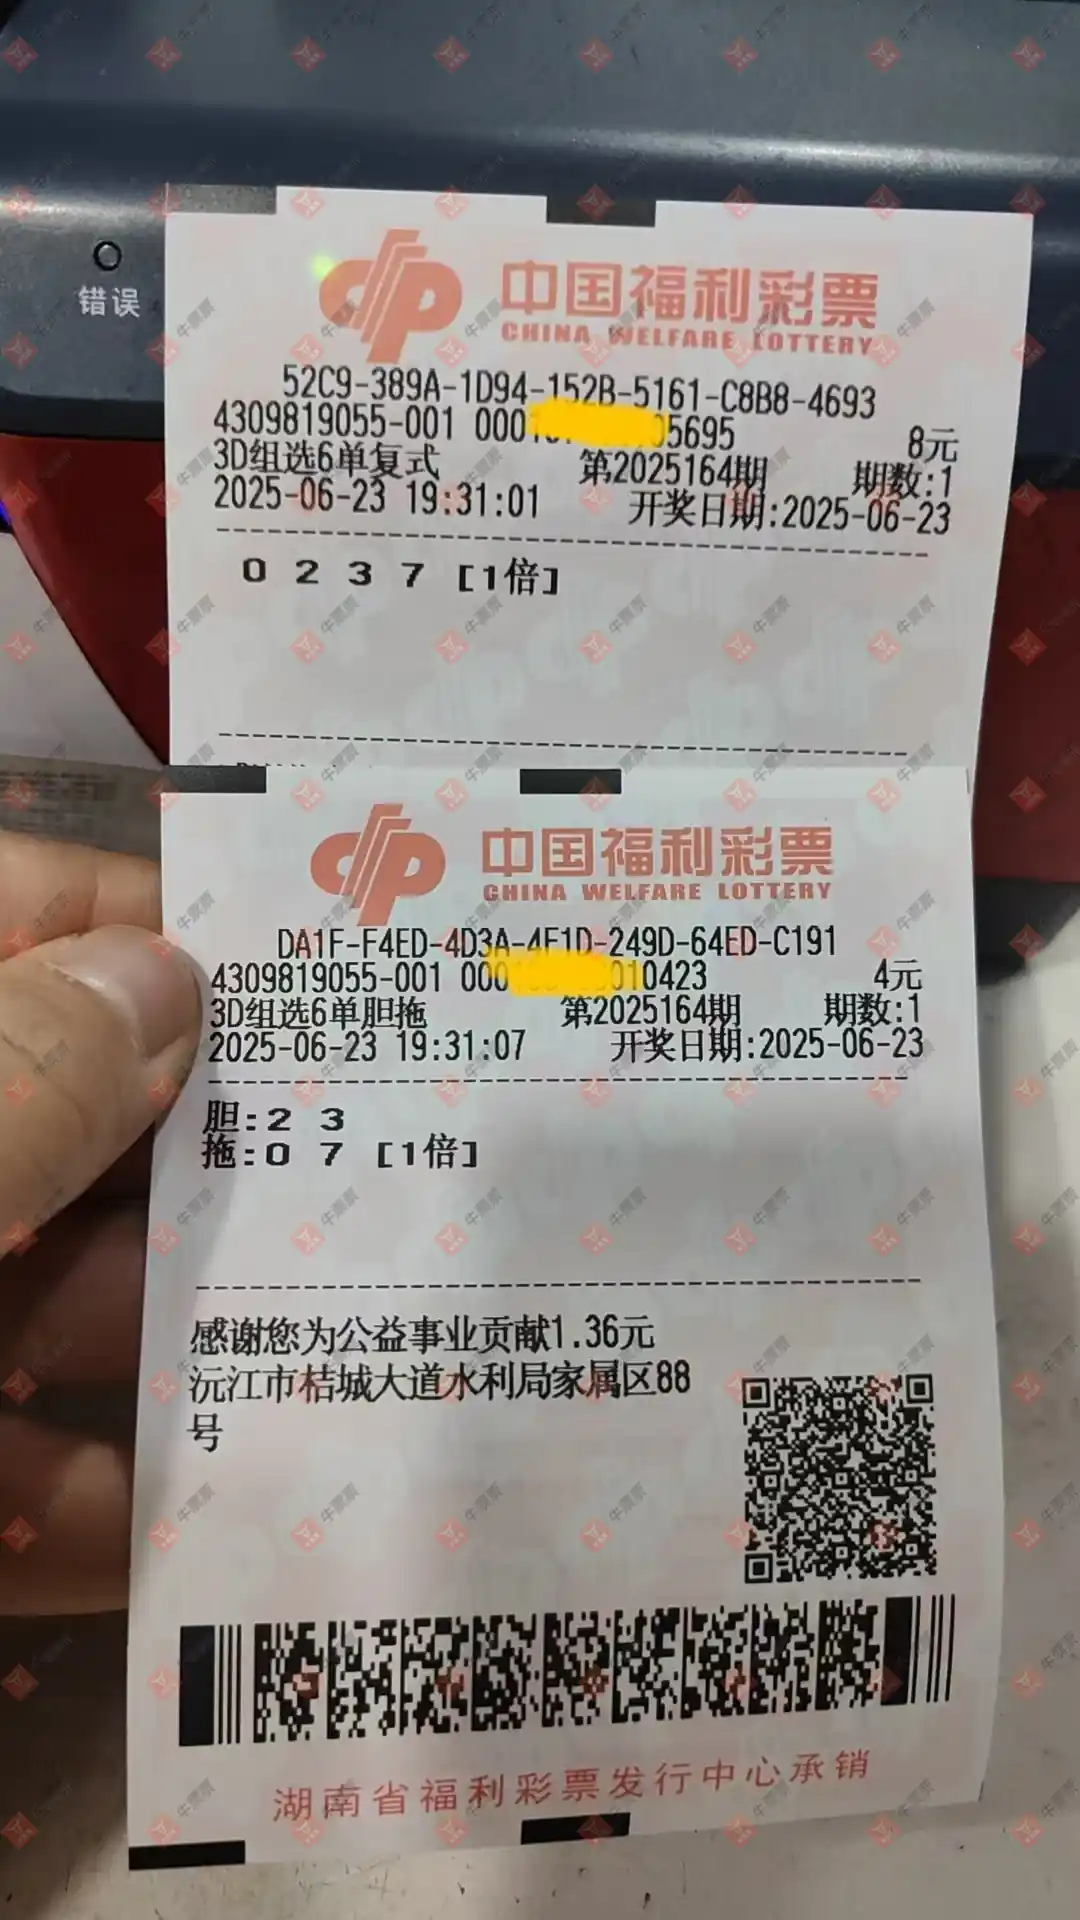 错误
中国福利彩票
CHINA WELFARE LOTTERY
52C9-389A-1D94-152B-5161-C8B8-4693
4309819055-001 000 5695 8元
3D组选6单复式 第2025164期 期数:1
2025-06-23 19:31:01 开奖日期:2025-06-23
0 2 3 7 [1倍]
中国福利彩票
CHINA WELFARE LOTTERY
DA1F-F4ED-4D3A-4F1D-249D-64ED-C191
4309819055-001 000 010423 4元
3D组选6单胆拖 第2025164期 期数:1
2025-06-23 19:31:07 开奖日期:2025-06-23
胆:2 3
拖:0 7 [1倍]
感谢您为公益事业贡献1.36元
沅江市桔城大道水利局家属区88
号
湖南省福利彩票发行中心承销
牛票票